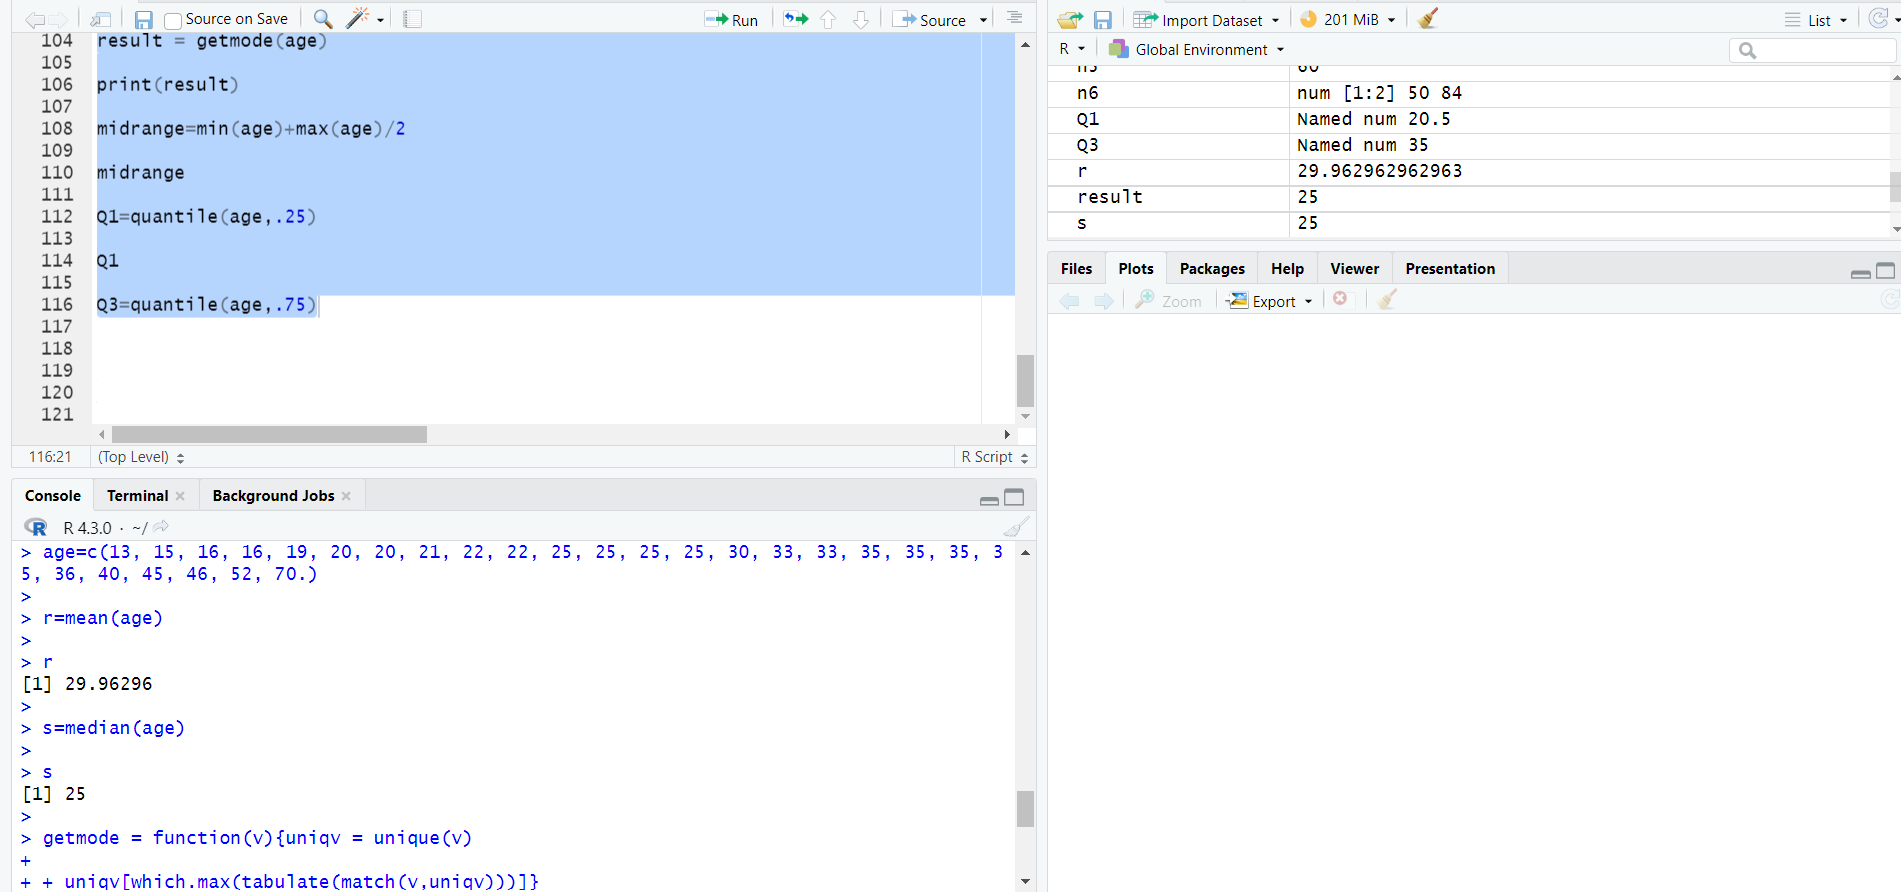 Source on Save
Run
Source
104 result = getmode(age)
105
106 print(result)
107
108 midrange=min(age)+max(age)/2
109
110 midrange
111
112 Q1=quantile(age,.25)
113
114 Q1
115
116 Q3=quantile(age,.75)
117
118
119
120
121
116:21 (Top Level) R Script
Console Terminal Background Jobs
R R 4.3.0 · ~/
> age=c(13, 15, 16, 16, 19, 20, 20, 21, 22, 22, 25, 25, 25, 25, 30, 33, 33, 35, 35, 35, 3
5, 36, 40, 45, 46, 52, 70.)
>
> r=mean(age)
>
> r
[1] 29.96296
>
> s=median(age)
>
> s
[1] 25
>
> getmode = function(v){uniqv = unique(v)
+
+ + uniqv[which.max(tabulate(match(v,uniqv)))]}
Import Dataset 201 MiB List
R Global Environment
n5 60
n6 num [1:2] 50 84
Q1 Named num 20.5
Q3 Named num 35
r 29.962962962963
result 25
s 25
Files Plots Packages Help Viewer Presentation
Zoom Export